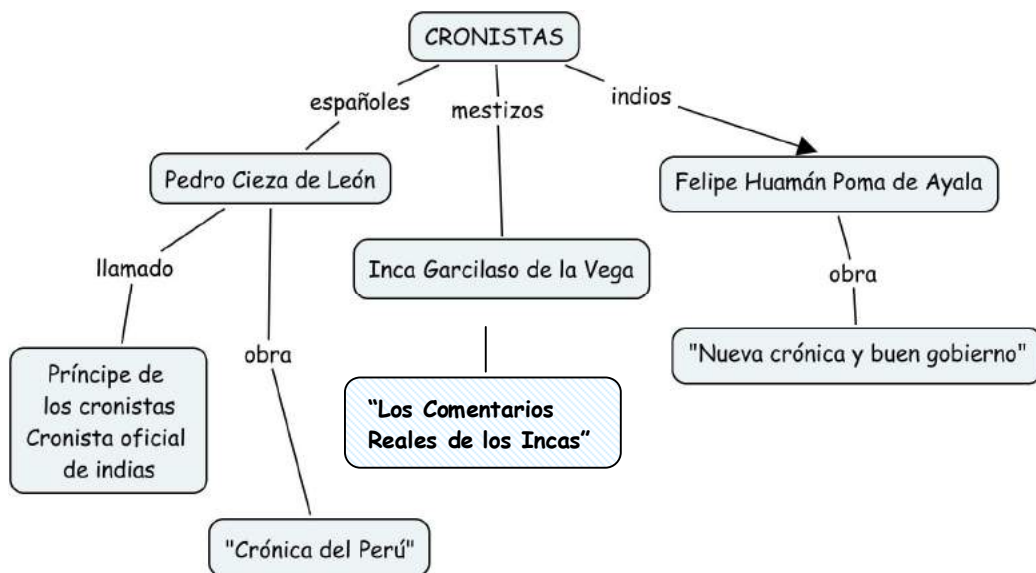 CRONISTAS
españoles
mestizos
indios
Pedro Cieza de León
Felipe Huamán Poma de Ayala
llamado
Inca Garcilaso de la Vega
obra
obra
Príncipe de
los cronistas
Cronista oficial
de indias
"Nueva crónica y buen gobierno"
“Los Comentarios
Reales de los Incas”
"Crónica del Perú"